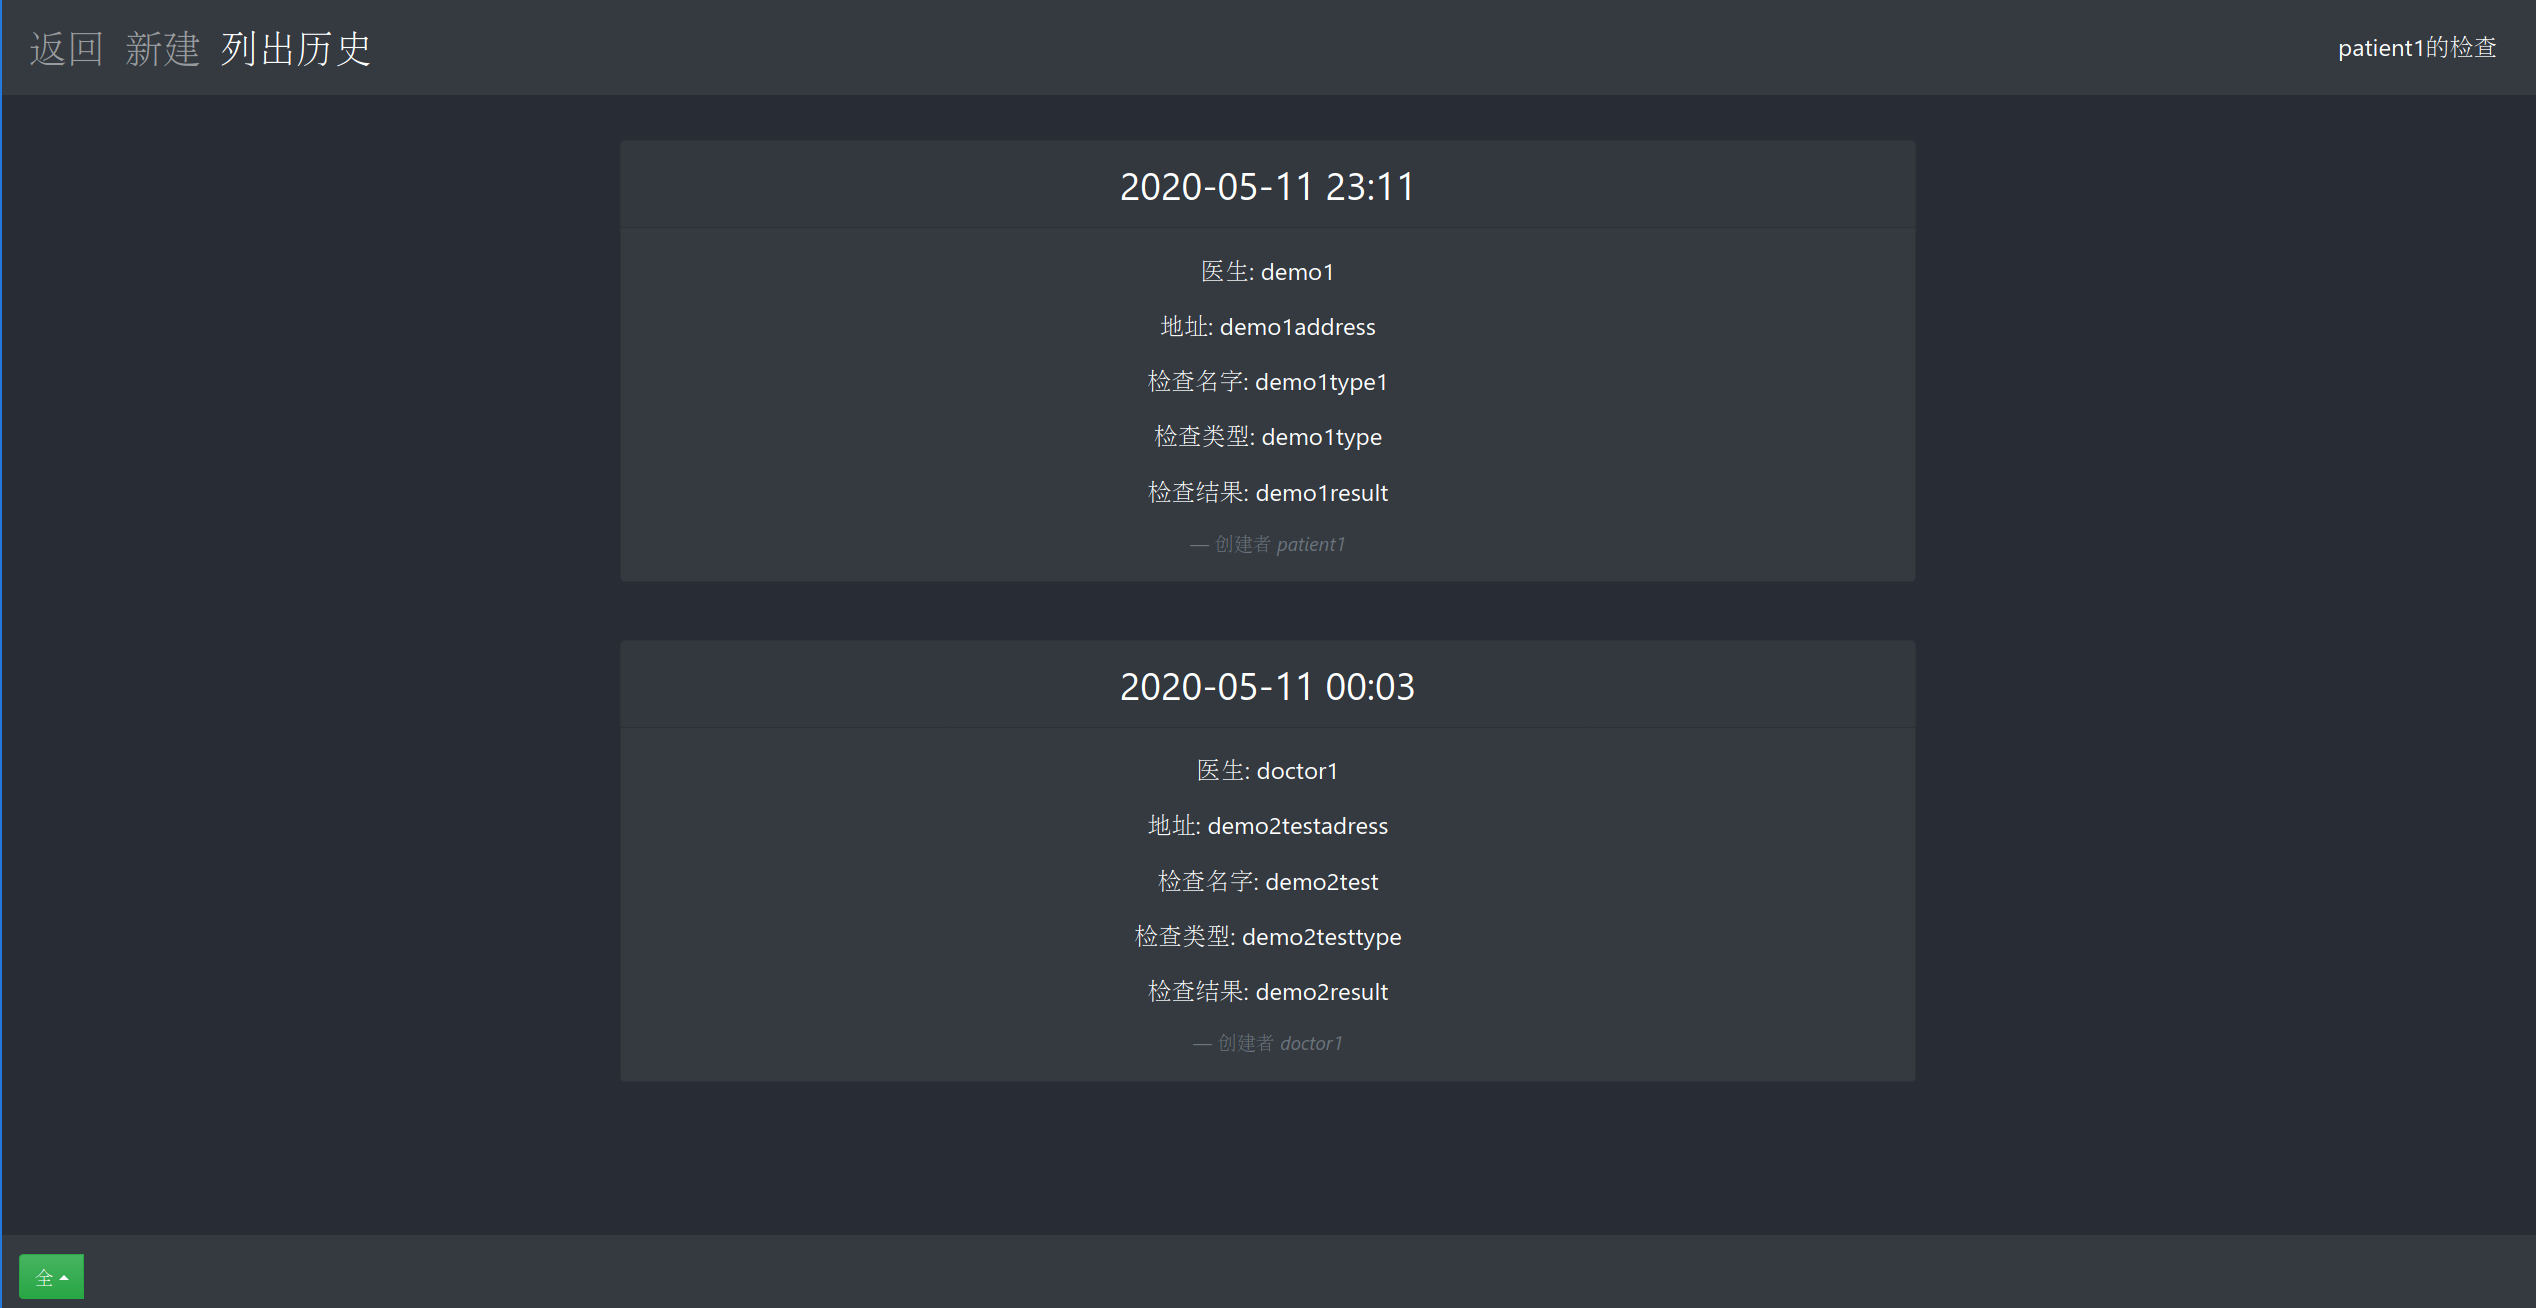 返回 新建 列出历史 patient1的检查
2020-05-11 23:11
医生: demo1
地址: demo1address
检查名字: demo1type1
检查类型: demo1type
检查结果: demo1result
— 创建者 patient1
2020-05-11 00:03
医生: doctor1
地址: demo2testadress
检查名字: demo2test
检查类型: demo2testtype
检查结果: demo2result
— 创建者 doctor1
全